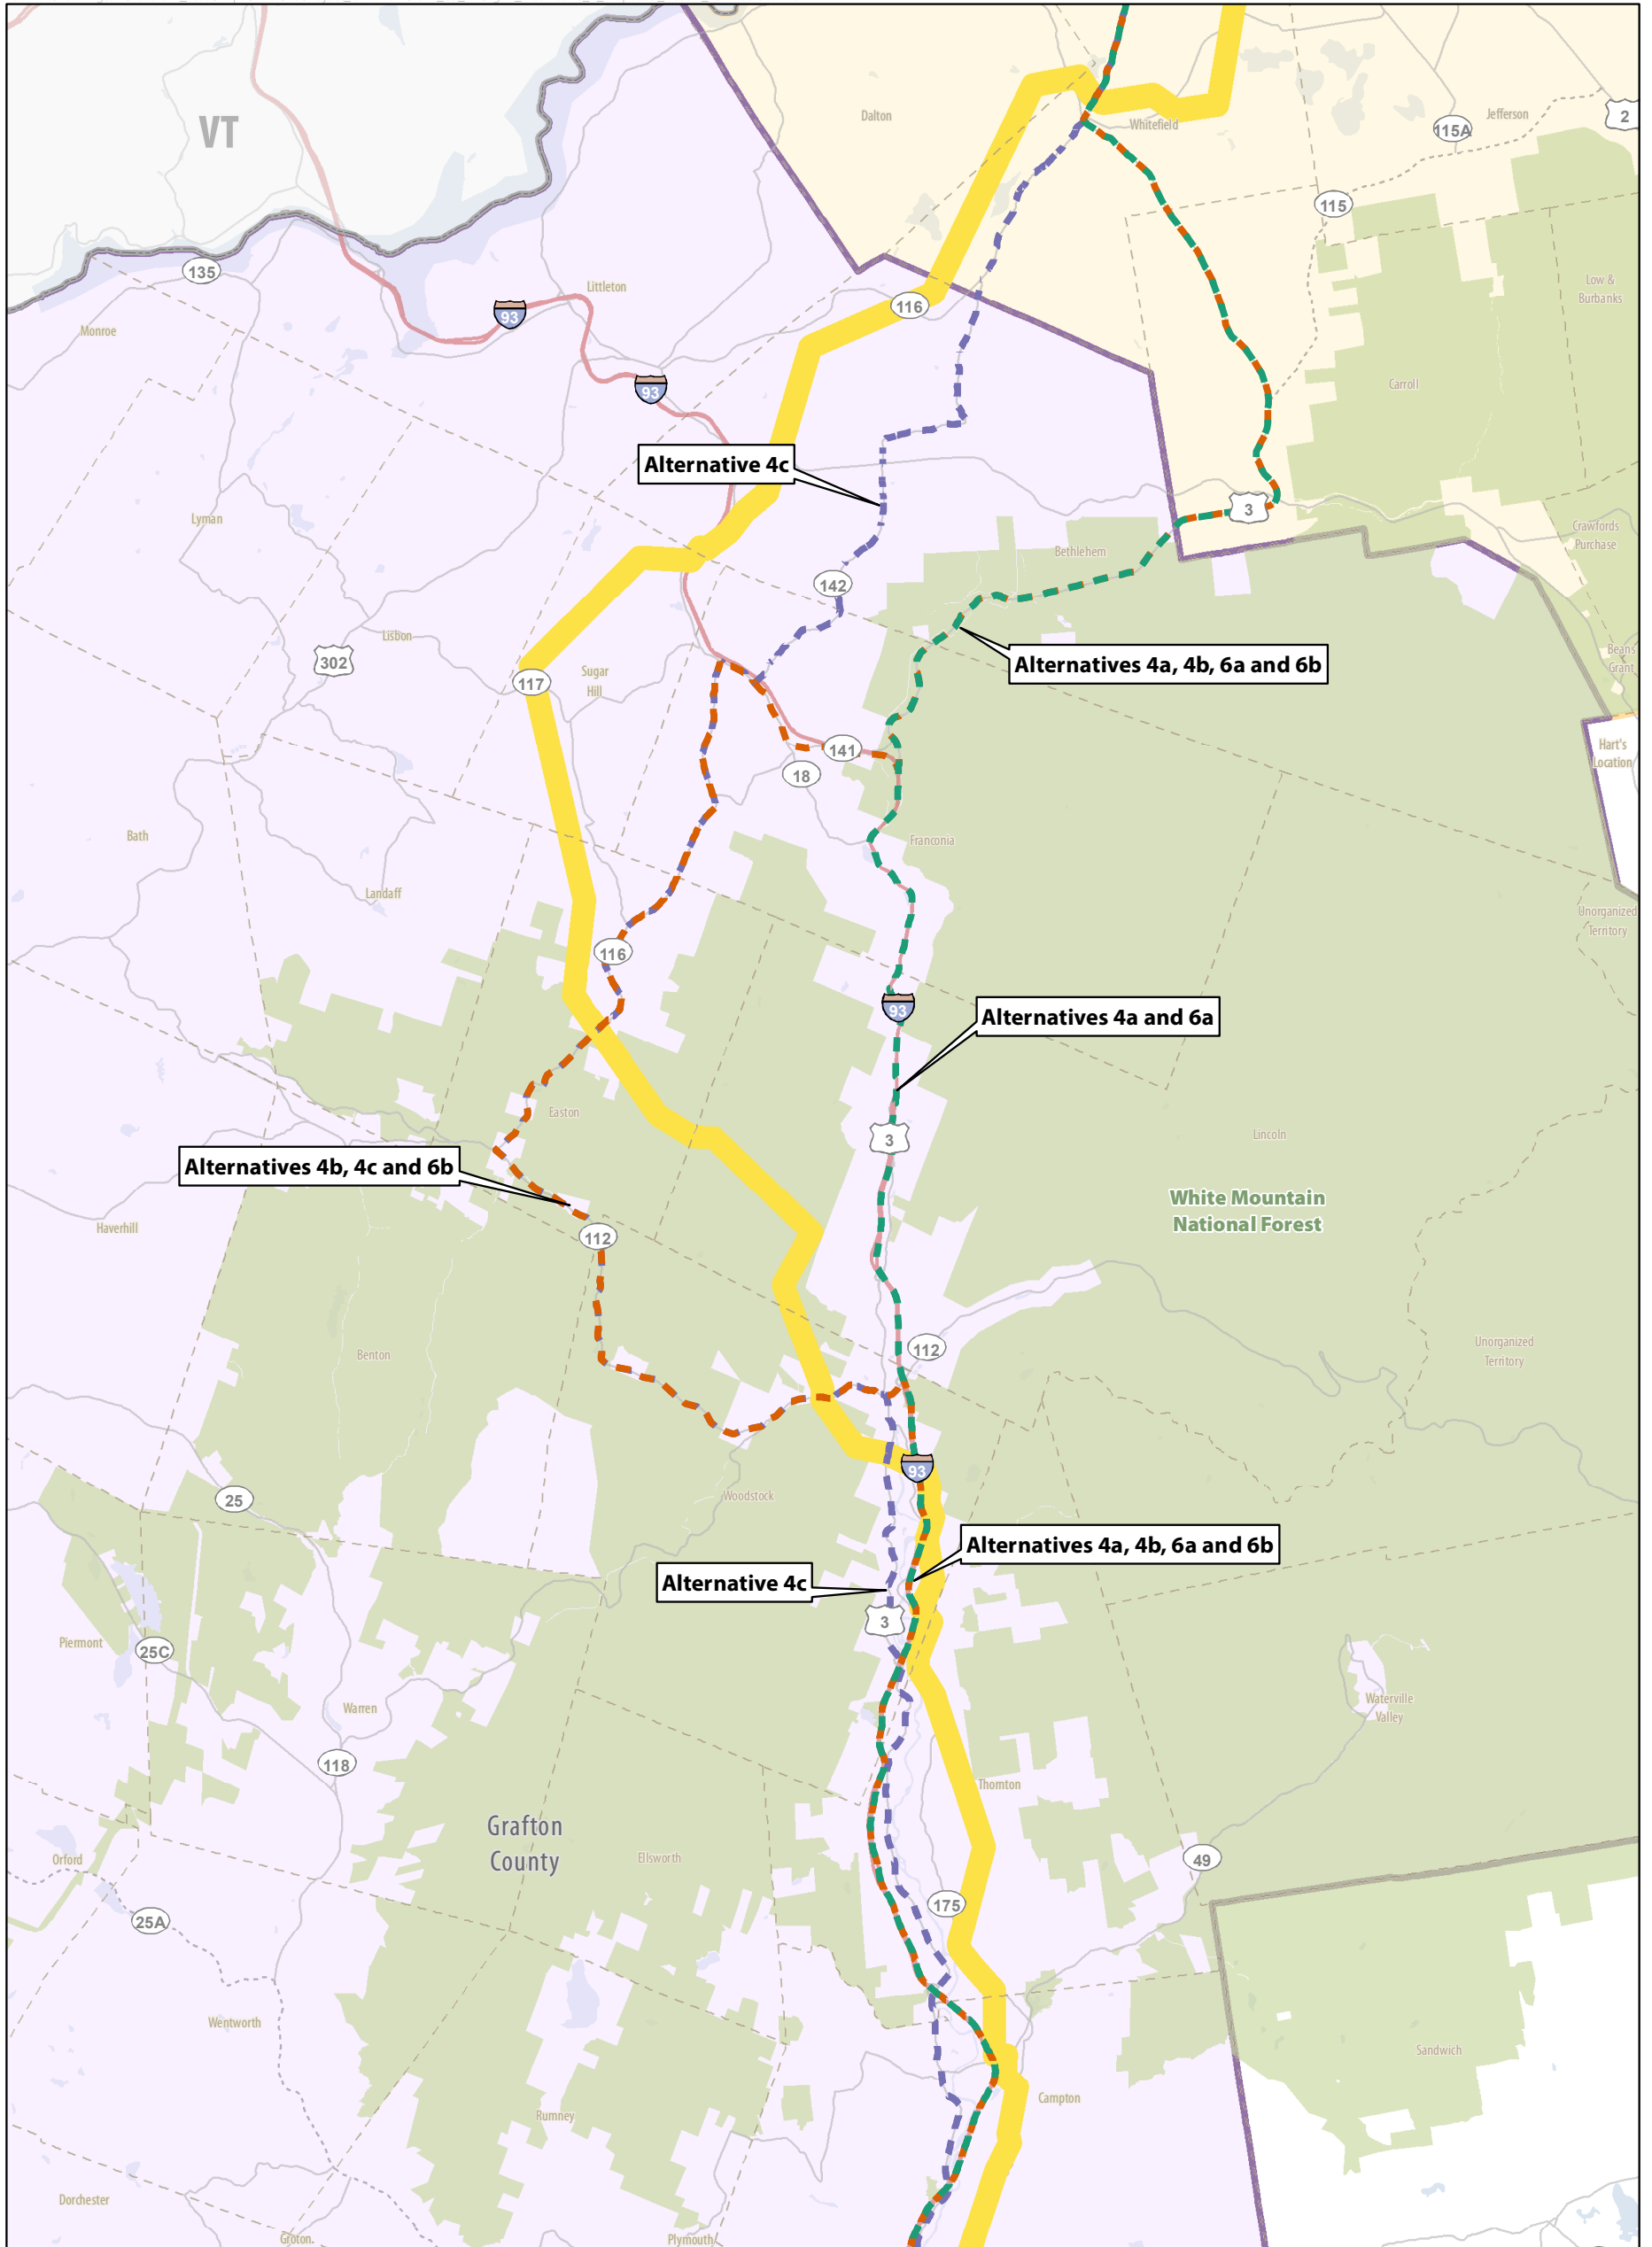 Dalton
Whitefield
Jefferson
2
115A
VT
115
135
Littleton
93
116
Low &
Burbanks
Monroe
93
Carroll
Alternative 4c
3
Lyman
Crawfords
Purchase
Bethlehem
142
Lisbon
302
Sugar
Hill
117
Alternatives 4a, 4b, 6a and 6b
Beans
Grant
141
18
Hart's
Location
Bath
Franconia
Landaff
Unorganized
Territory
116
93
Alternatives 4a and 6a
Easton
3
Lincoln
Alternatives 4b, 4c and 6b
White Mountain
National Forest
Haverhill
112
112
Benton
Unorganized
Territory
93
25
Woodstock
Alternatives 4a, 4b, 6a and 6b
Alternative 4c
3
Piermont
25C
Warren
Waterville
Valley
118
Thornton
Grafton
County
Orford
Ellsworth
49
175
25A
Wentworth
Sandwich
Campton
Rumney
Dorchester
Groton
Plymouth